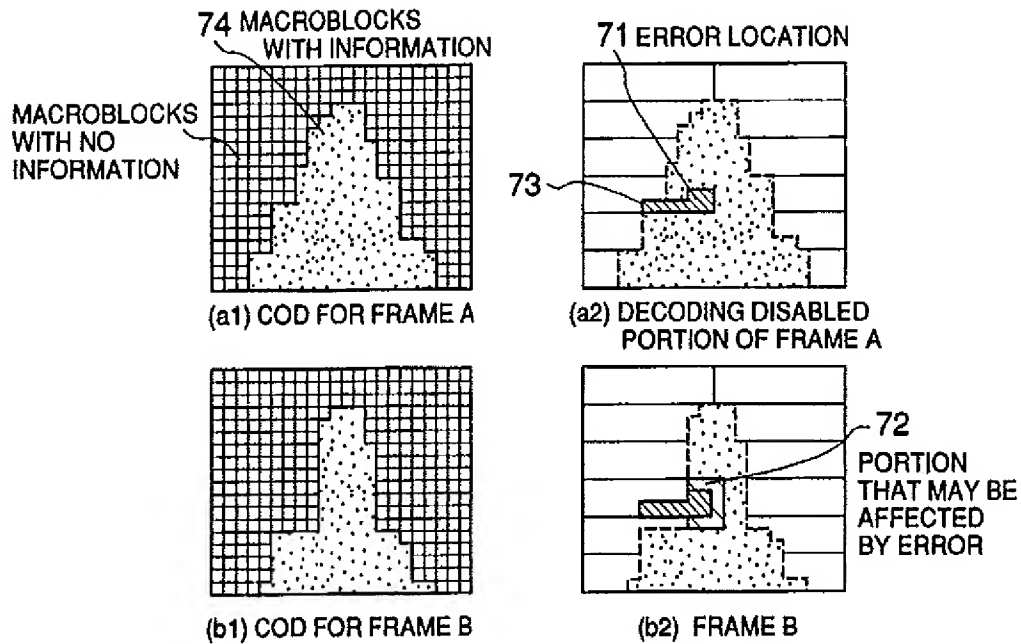 74 MACROBLOCKS
WITH INFORMATION
MACROBLOCKS
WITH NO
INFORMATION
(a1) COD FOR FRAME A
71 ERROR LOCATION
73
(a2) DECODING DISABLED
PORTION OF FRAME A
(b1) COD FOR FRAME B
72
PORTION
THAT MAY BE
AFFECTED
BY ERROR
(b2) FRAME B